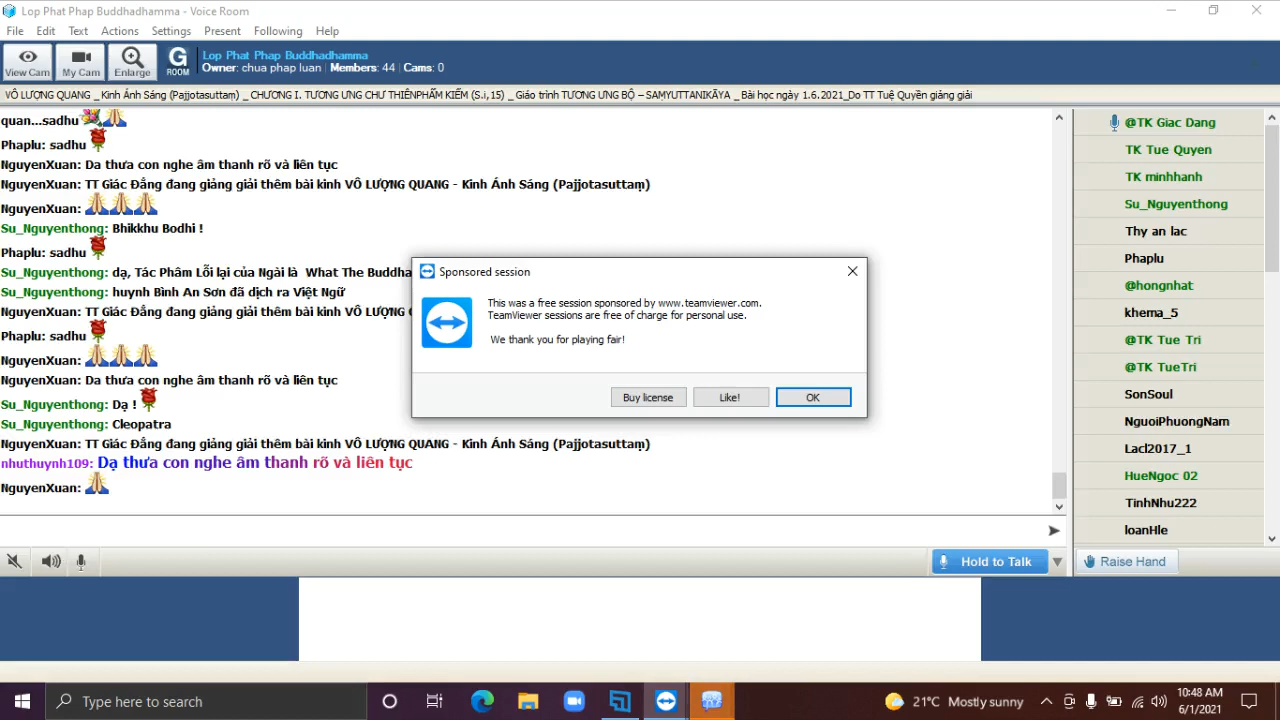 Lop Phat Phap Buddhadhamma - Voice Room
File Edit Text Actions Settings Present Following Help
View Cam
My Cam
Enlarge
G
ROOM
Lop Phat Phap Buddhadhamma
Owner: chua phap luan , Members: 44 , Cams: 0
VÔ LƯỢNG QUANG _ Kinh Ánh Sáng (Pajjotasuttaṃ) _ CHƯƠNG I. TƯƠNG ƯNG CHƯ THIÊNPHẨM KIẾM (S.i,15) _ Giáo trình TƯƠNG ƯNG BỘ – SAṂYUTTANIKĀYA _ Bài học ngày 1.6.2021_Do TT Tuệ Quyền giảng giải
quan...sadhu
Phaplu: sadhu
NguyenXuan: Da thưa con nghe âm thanh rõ và liên tục
NguyenXuan: TT Giác Đẳng đang giảng giải thêm bài kinh VÔ LƯỢNG QUANG - Kinh Ánh Sáng (Pajjotasuttaṃ)
NguyenXuan:
Su_Nguyenthong: Bhikkhu Bodhi !
Phaplu: sadhu
Su_Nguyenthong: dạ, Tác Phâm Lỗi lại của Ngài là What The Buddha
Su_Nguyenthong: huynh Bình An Sơn đã dịch ra Việt Ngữ
NguyenXuan: TT Giác Đẳng đang giảng giải thêm bài kinh VÔ LƯỢNG Q
Phaplu: sadhu
NguyenXuan:
NguyenXuan: Da thưa con nghe âm thanh rõ và liên tục
Su_Nguyenthong: Dạ !
Su_Nguyenthong: Cleopatra
NguyenXuan: TT Giác Đẳng đang giảng giải thêm bài kinh VÔ LƯỢNG QUANG - Kinh Ánh Sáng (Pajjotasuttaṃ)
nhuthuynh109: Dạ thưa con nghe âm thanh rõ và liên tục
NguyenXuan:
Sponsored session
This was a free session sponsored by www.teamviewer.com.
TeamViewer sessions are free of charge for personal use.
We thank you for playing fair!
Buy license
Like!
OK
@TK Giac Dang
TK Tue Quyen
TK minhhanh
Su_Nguyenthong
Thy an lac
Phaplu
@hongnhat
khema_5
@TK Tue Tri
@TK TueTri
SonSoul
NguoiPhuongNam
Lacl2017_1
HueNgoc 02
TinhNhu222
loanHle
Hold to Talk
Raise Hand
Type here to search
21°C Mostly sunny
10:48 AM
6/1/2021